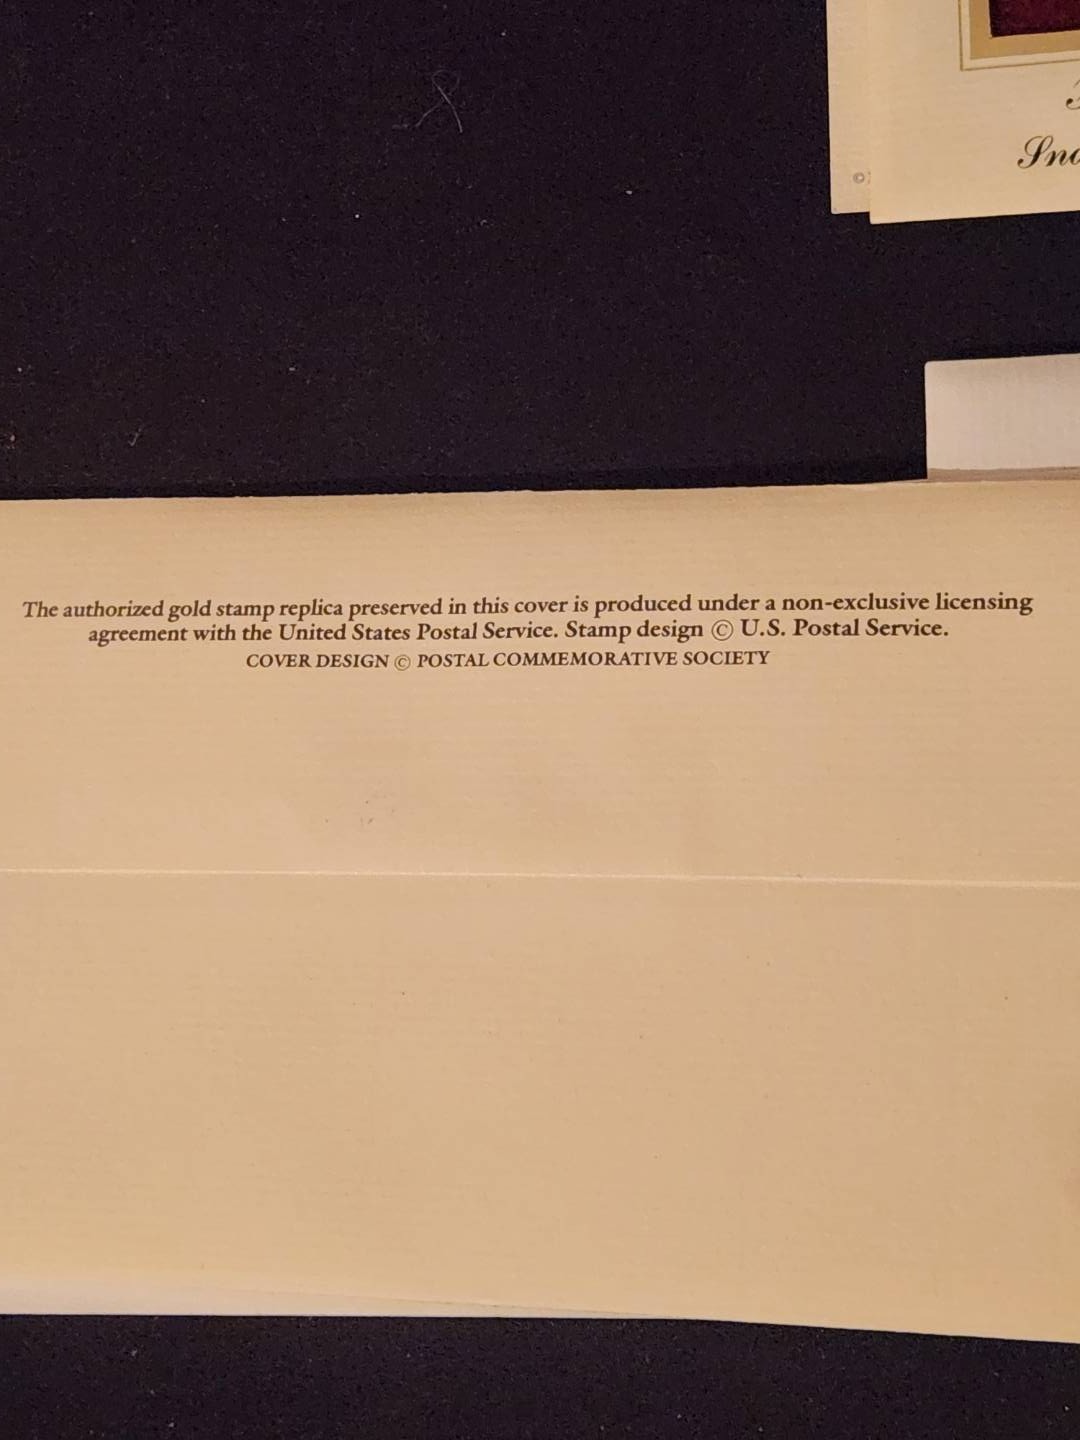 ©
Sno
The authorized gold stamp replica preserved in this cover is produced under a non-exclusive licensing
agreement with the United States Postal Service. Stamp design © U.S. Postal Service.
COVER DESIGN © POSTAL COMMEMORATIVE SOCIETY